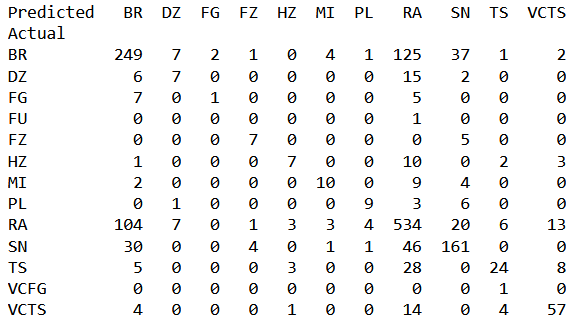 Predicted BR DZ FG FZ HZ MI PL RA SN TS VCTS
Actual
BR 249 7 2 1 0 4 1 125 37 1 2
DZ 6 7 0 0 0 0 0 15 2 0 0
FG 7 0 1 0 0 0 0 5 0 0 0
FU 0 0 0 0 0 0 0 1 0 0 0
FZ 0 0 0 7 0 0 0 0 5 0 0
HZ 1 0 0 0 7 0 0 10 0 2 3
MI 2 0 0 0 0 10 0 9 4 0 0
PL 0 1 0 0 0 0 9 3 6 0 0
RA 104 7 0 1 3 3 4 534 20 6 13
SN 30 0 0 4 0 1 1 46 161 0 0
TS 5 0 0 0 3 0 0 28 0 24 8
VCFG 0 0 0 0 0 0 0 0 0 1 0
VCTS 4 0 0 0 1 0 0 14 0 4 57